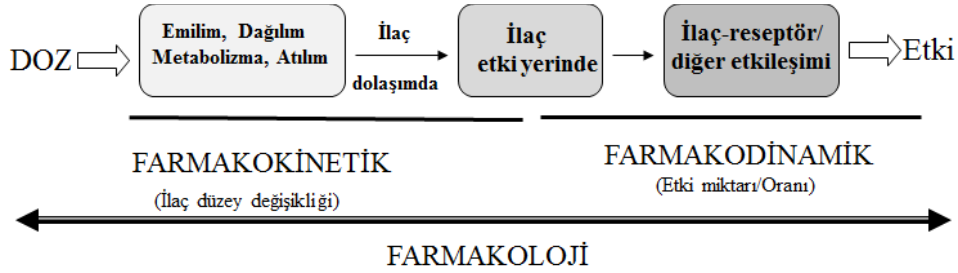 DOZ
Emilim, Dağılım
Metabolizma, Atılım
İlaç
dolaşımda
İlaç
etki yerinde
İlaç-reseptör/
diğer etkileşimi
Etki
FARMAKOKİNETİK
(İlaç düzey değişikliği)
FARMAKODİNAMİK
(Etki miktarı/Oranı)
FARMAKOLOJİ